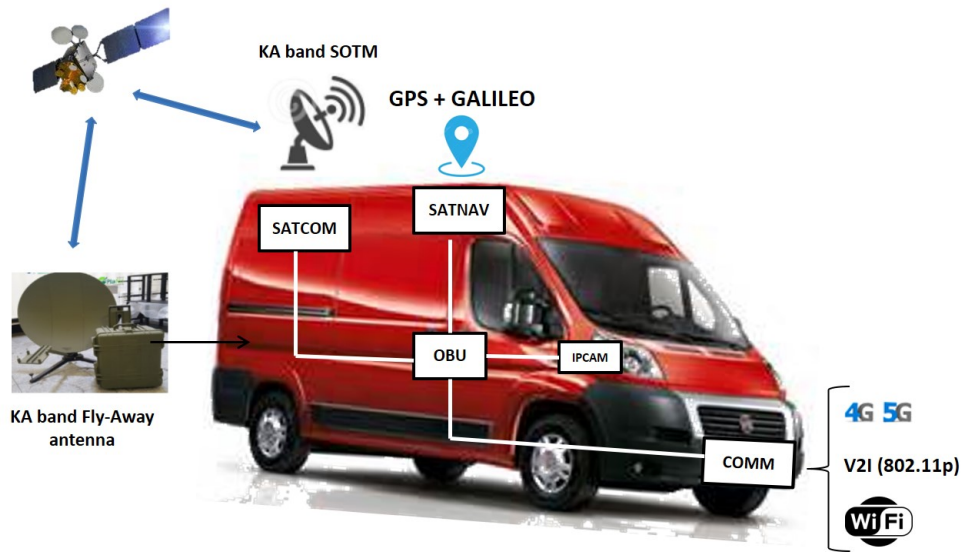 KA band SOTM
GPS + GALILEO
SATCOM
SATNAV
OBU
IPCAM
KA band Fly-Away
antenna
COMM
4G 5G
V2I (802.11p)
WiFi